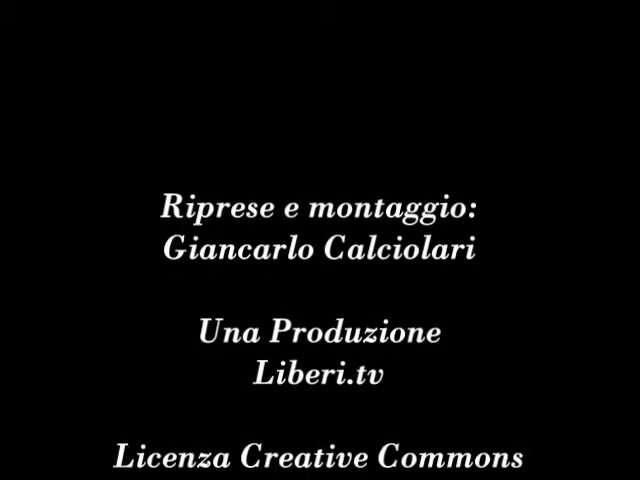 Riprese e montaggio:
Giancarlo Calciolari
Una Produzione
Liberi.tv
Licenza Creative Commons